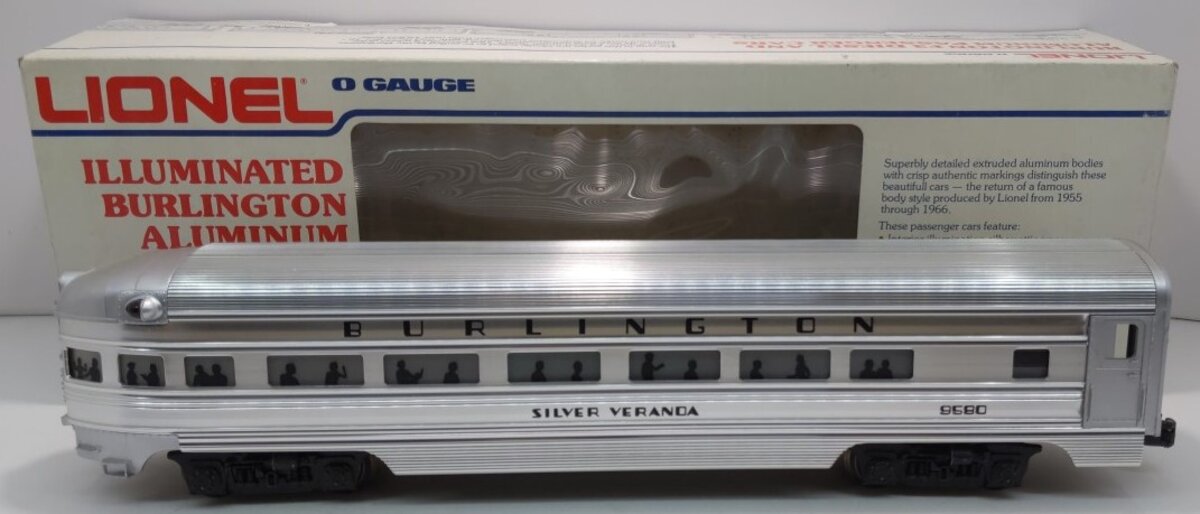 LIONEL
O GAUGE
ILLUMINATED
BURLINGTON
ALUMINUM
Superbly detailed extruded aluminum bodies
with crisp authentic markings distinguish these
beautifull cars — the return of a famous
body style produced by Lionel from 1955
through 1966.
These passenger cars feature:
BURLINGTON
SILVER VERANDA
9580